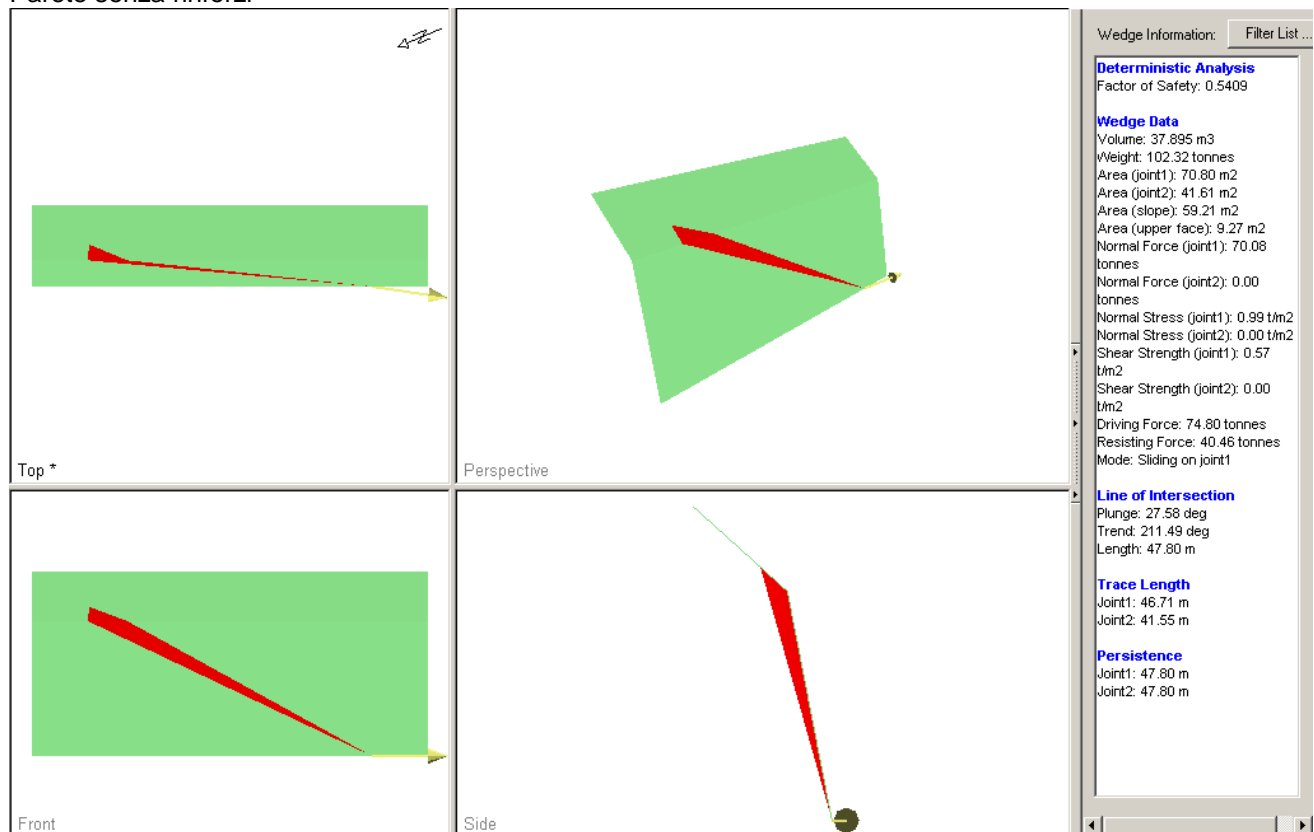 Parete senza rinforzi
Top *
Perspective
Front
Side
Wedge Information:
Filter List ...
Deterministic Analysis
Factor of Safety: 0.5409
Wedge Data
Volume: 37.895 m3
Weight: 102.32 tonnes
Area (joint1): 70.80 m2
Area (joint2): 41.61 m2
Area (slope): 59.21 m2
Area (upper face): 9.27 m2
Normal Force (joint1): 70.08
tonnes
Normal Force (joint2): 0.00
tonnes
Normal Stress (joint1): 0.99 t/m2
Normal Stress (joint2): 0.00 t/m2
Shear Strength (joint1): 0.57
t/m2
Shear Strength (joint2): 0.00
t/m2
Driving Force: 74.80 tonnes
Resisting Force: 40.46 tonnes
Mode: Sliding on joint1
Line of Intersection
Plunge: 27.58 deg
Trend: 211.49 deg
Length: 47.80 m
Trace Length
Joint1: 46.71 m
Joint2: 41.55 m
Persistence
Joint1: 47.80 m
Joint2: 47.80 m